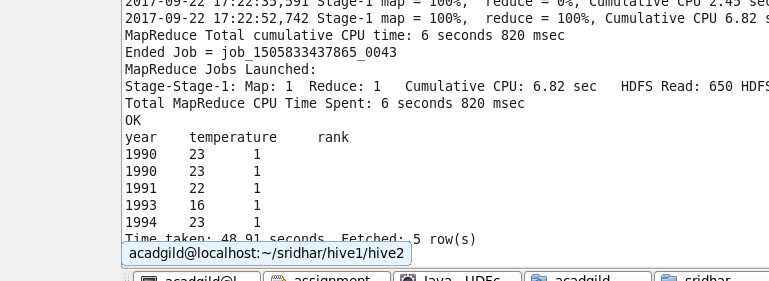 2017-09-22 17:22:35,591 Stage-1 map = 100%,  reduce = 0%, Cumulative CPU 2.45 sec
2017-09-22 17:22:52,742 Stage-1 map = 100%,  reduce = 100%, Cumulative CPU 6.82 s
MapReduce Total cumulative CPU time: 6 seconds 820 msec
Ended Job = job_1505833437865_0043
MapReduce Jobs Launched:
Stage-Stage-1: Map: 1  Reduce: 1   Cumulative CPU: 6.82 sec   HDFS Read: 650 HDFS
Total MapReduce CPU Time Spent: 6 seconds 820 msec
OK
year    temperature     rank
1990    23      1
1990    23      1
1991    22      1
1993    16      1
1994    23      1
Time taken: 48.91 seconds, Fetched: 5 row(s)
acadgild@localhost:~/sridhar/hive1/hive2
acadgild@l assignment Java - UDFs acadgild sridhar